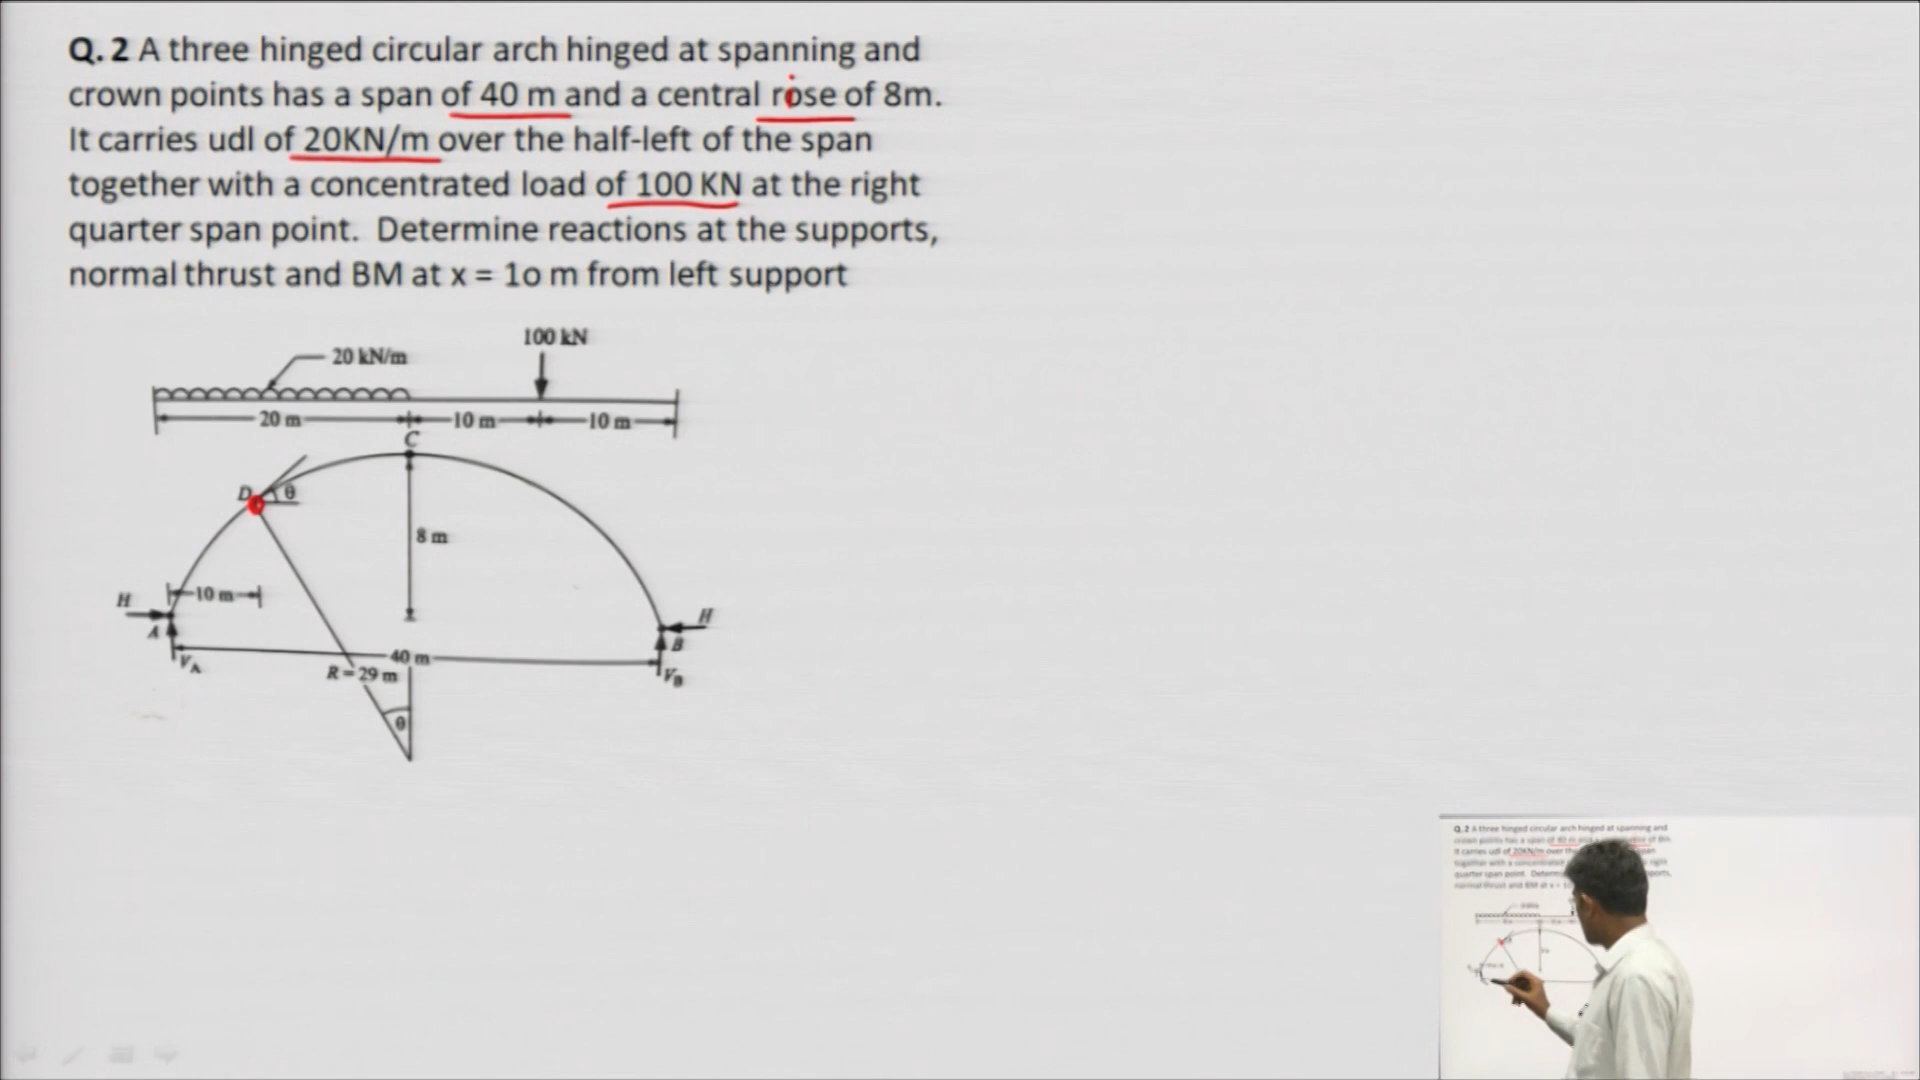 Q. 2 A three hinged circular arch hinged at spanning and
crown points has a span of 40 m and a central rise of 8m.
It carries udl of 20KN/m over the half-left of the span
together with a concentrated load of 100 KN at the right
quarter span point. Determine reactions at the supports,
normal thrust and BM at x = 1o m from left support
100 kN
20 kN/m
20 m
10 m
10 m
C
D
θ
8 m
10 m
H
H
A
B
V_A
40 m
V_B
R = 29 m
θ